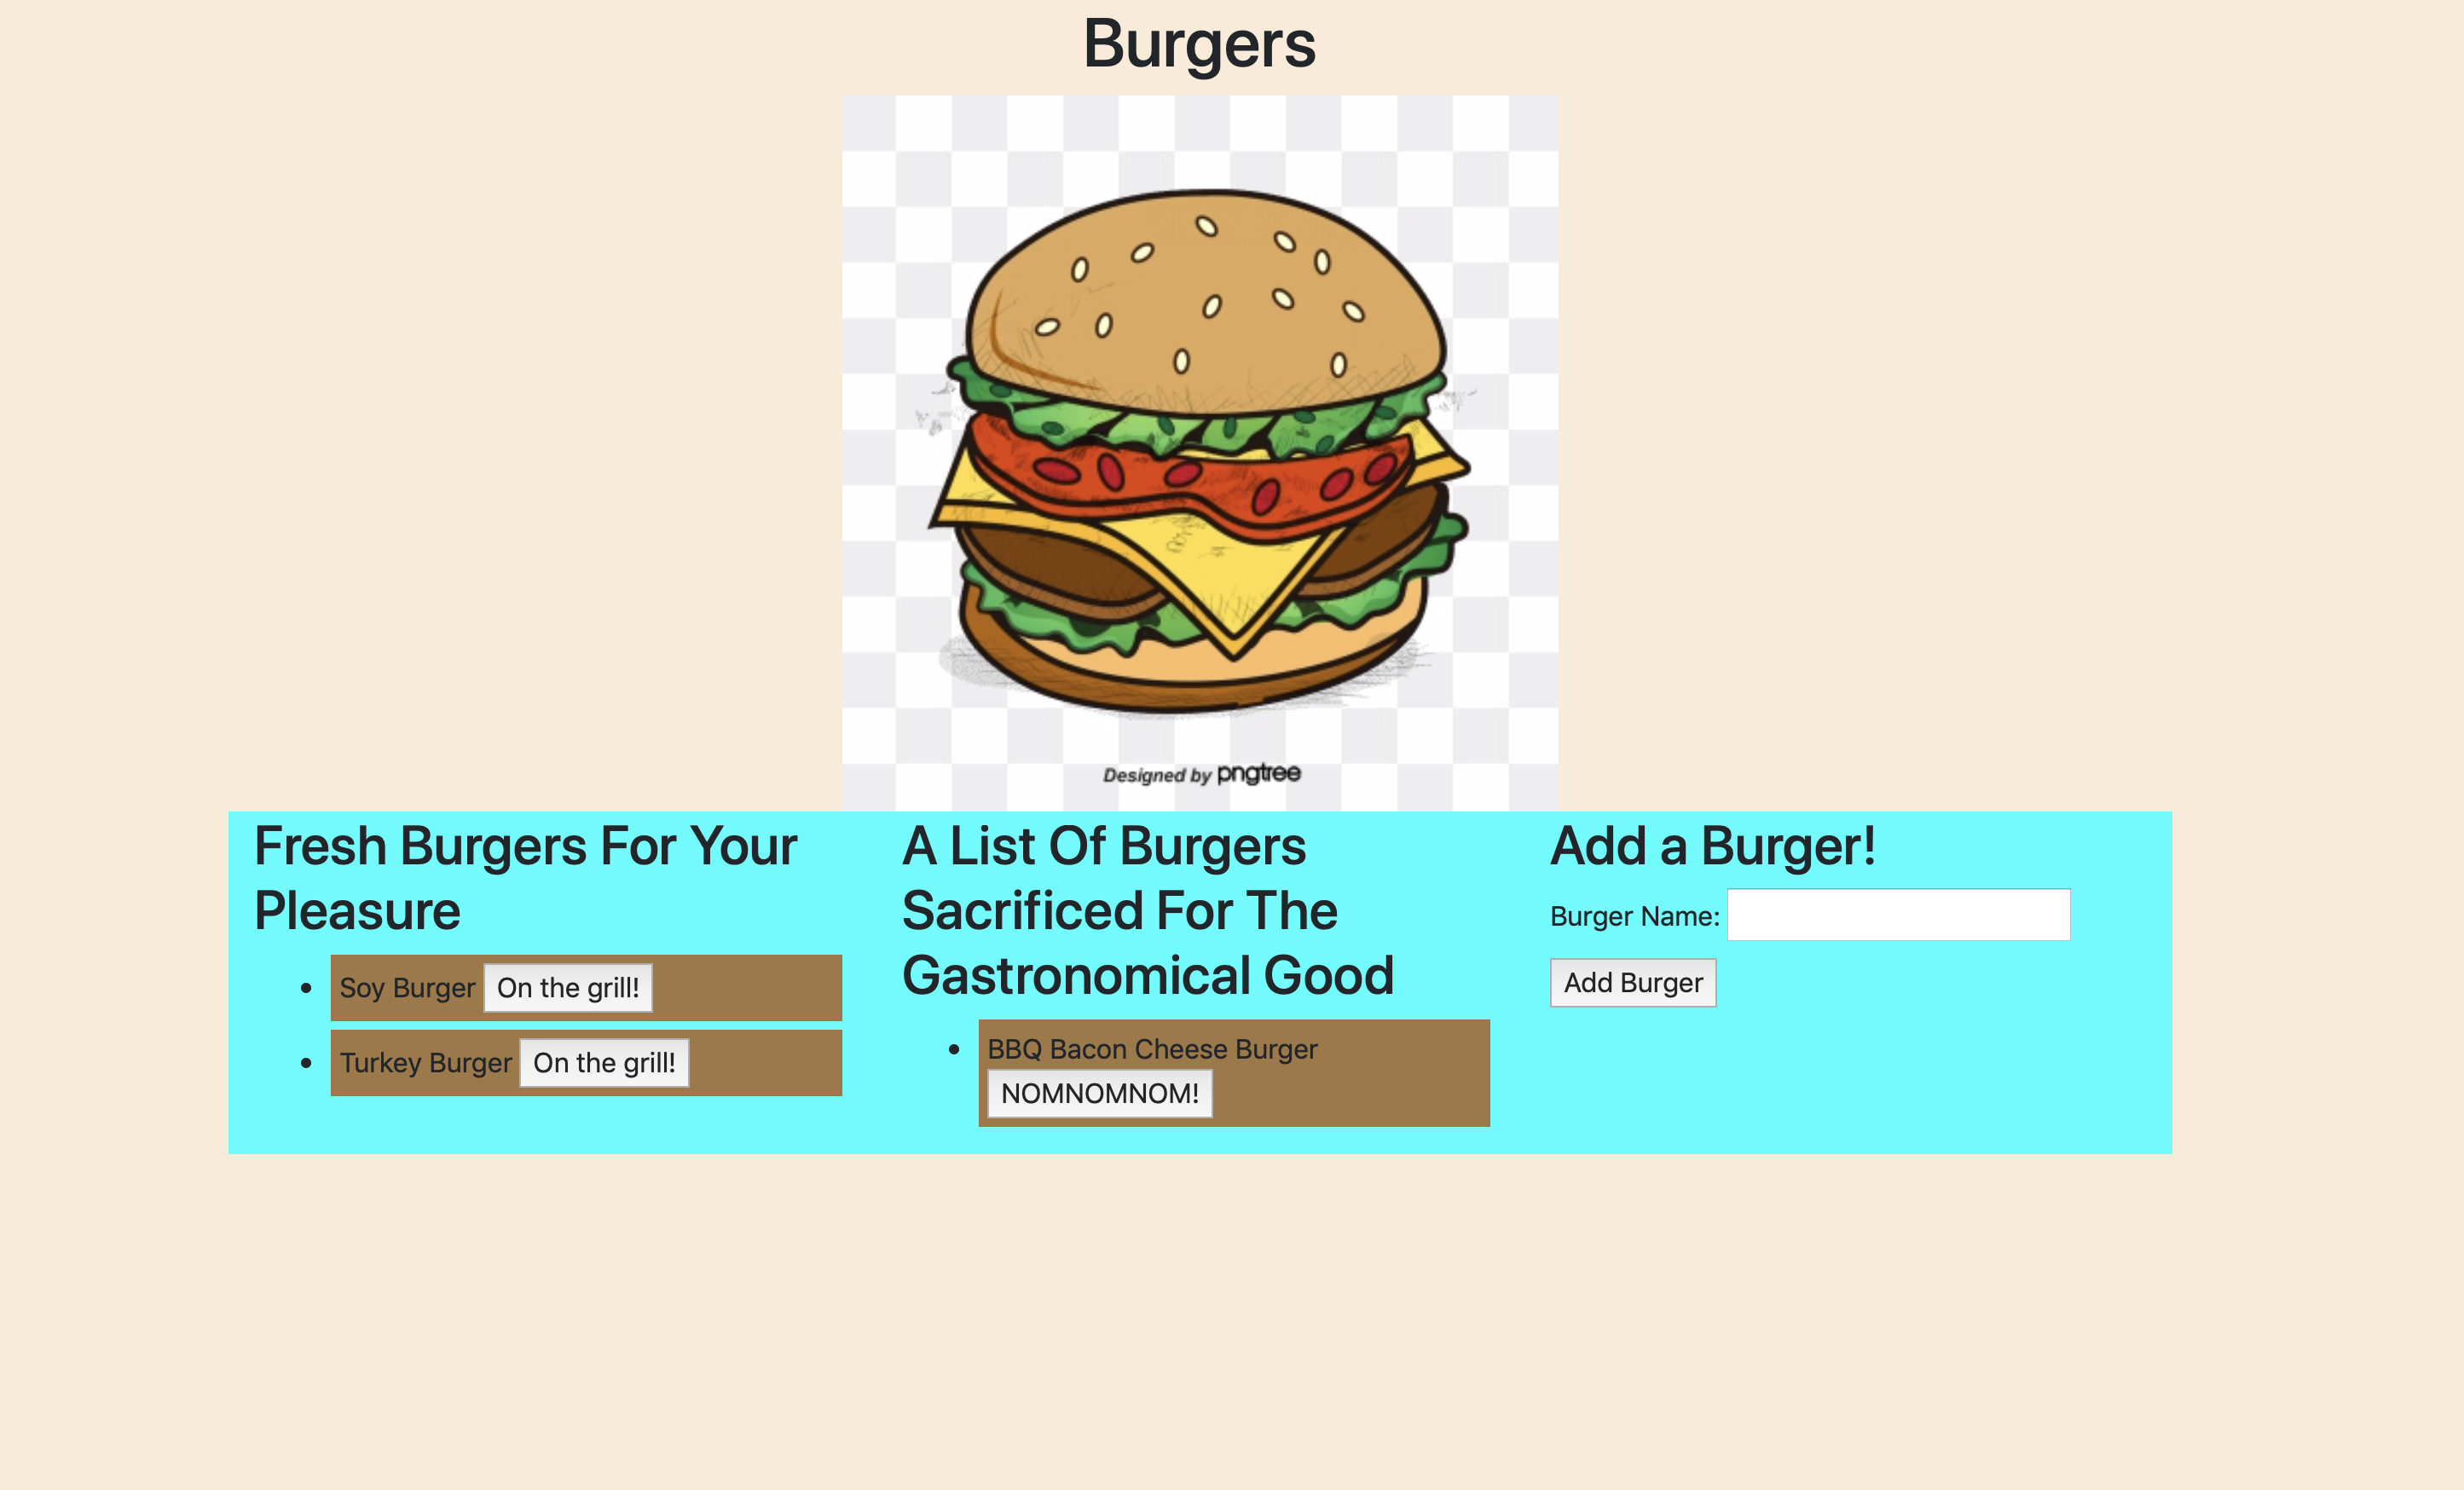 Burgers
Designed by pngtree
Fresh Burgers For Your
Pleasure
Soy Burger On the grill!
Turkey Burger On the grill!
A List Of Burgers
Sacrificed For The
Gastronomical Good
BBQ Bacon Cheese Burger
NOMNOMNOM!
Add a Burger!
Burger Name:
Add Burger